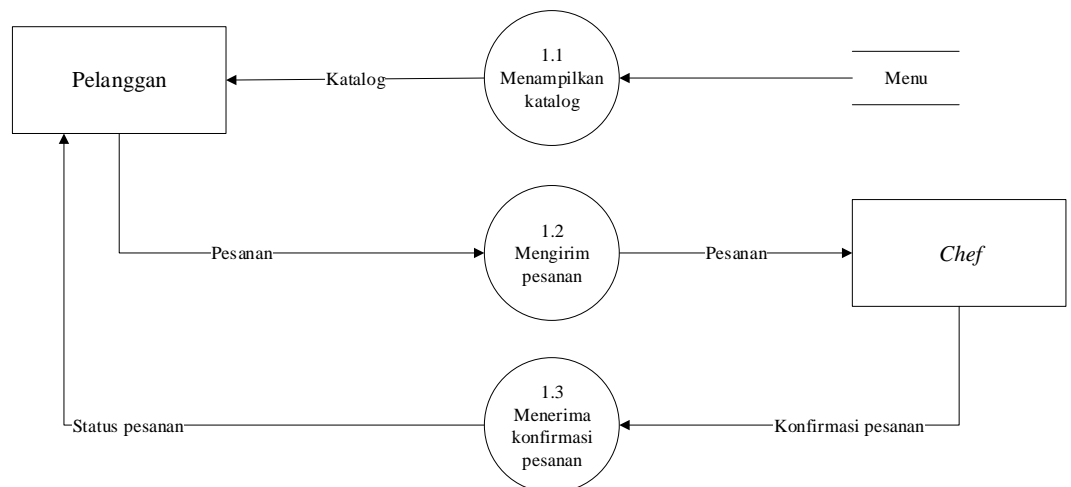 Pelanggan
Katalog
1.1
Menampilkan
katalog
Menu
Pesanan
1.2
Mengirim
pesanan
Pesanan
Chef
Status pesanan
1.3
Menerima
konfirmasi
pesanan
Konfirmasi pesanan